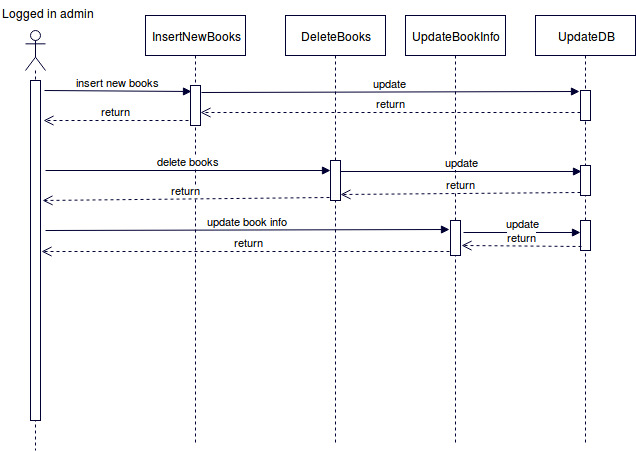 Logged in admin
InsertNewBooks
DeleteBooks
UpdateBookInfo
UpdateDB
insert new books
update
return
return
delete books
update
return
return
update book info
update
return
return